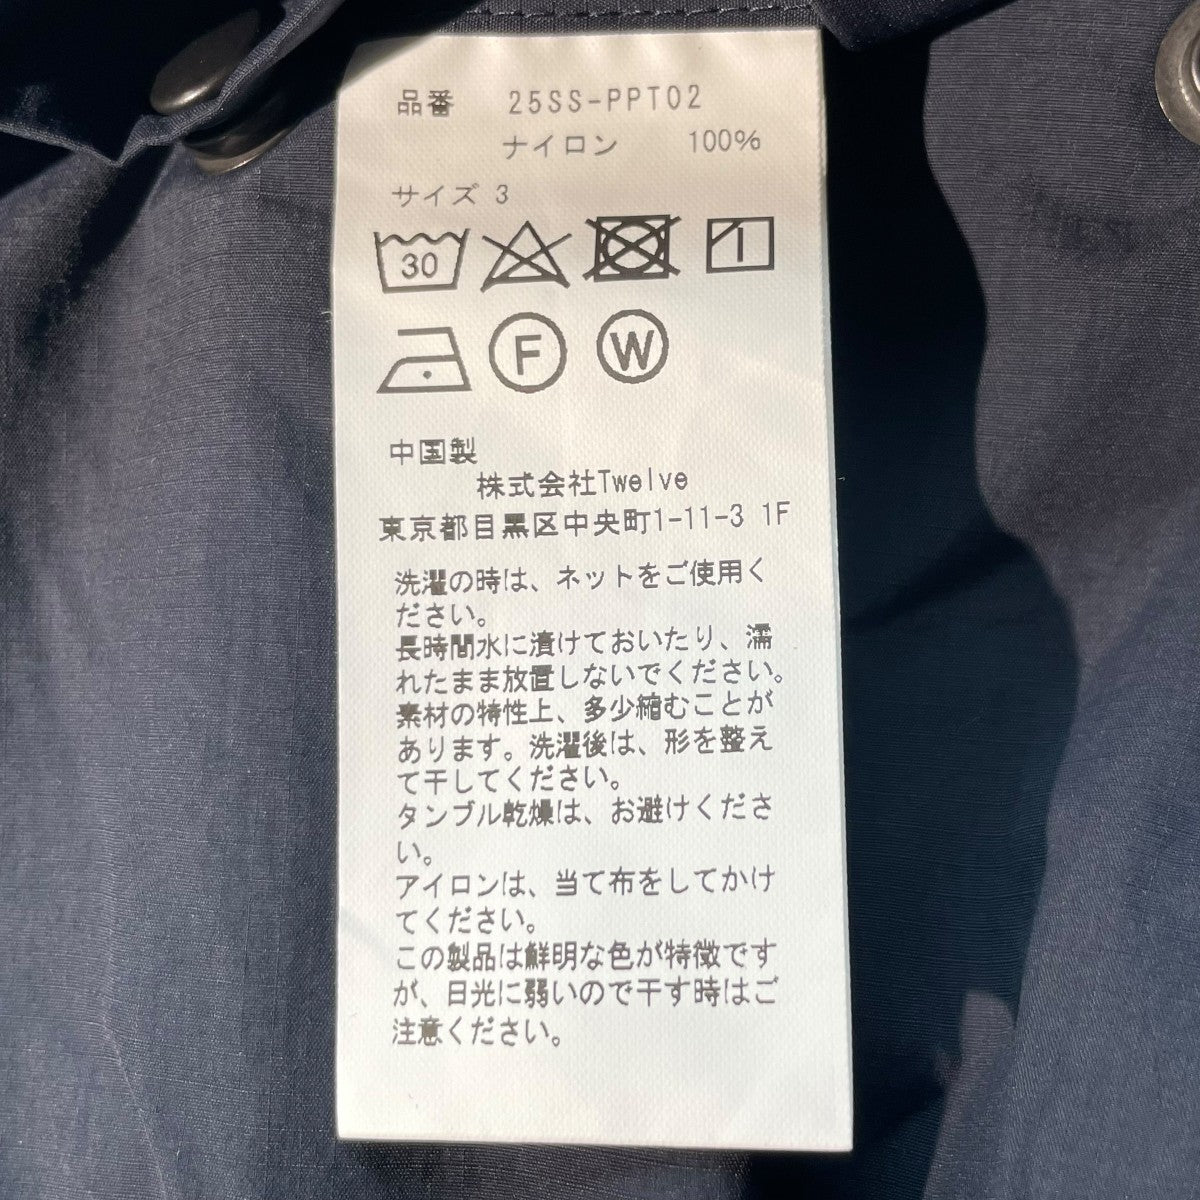 品番 25SS-PPT02
ナイロン 100%
サイズ 3
30
F W
中国製
株式会社Twelve
東京都目黒区中央町1-11-3 1F
洗濯の時は、ネットをご使用く
ださい。
長時間水に漬けておいたり、濡
れたまま放置しないでください。
素材の特性上、多少縮むことが
あります。洗濯後は、形を整え
て干してください。
タンブル乾燥は、お避けくださ
い。
アイロンは、当て布をしてかけ
てください。
この製品は鮮明な色が特徴です
が、日光に弱いので干す時はご
注意ください。